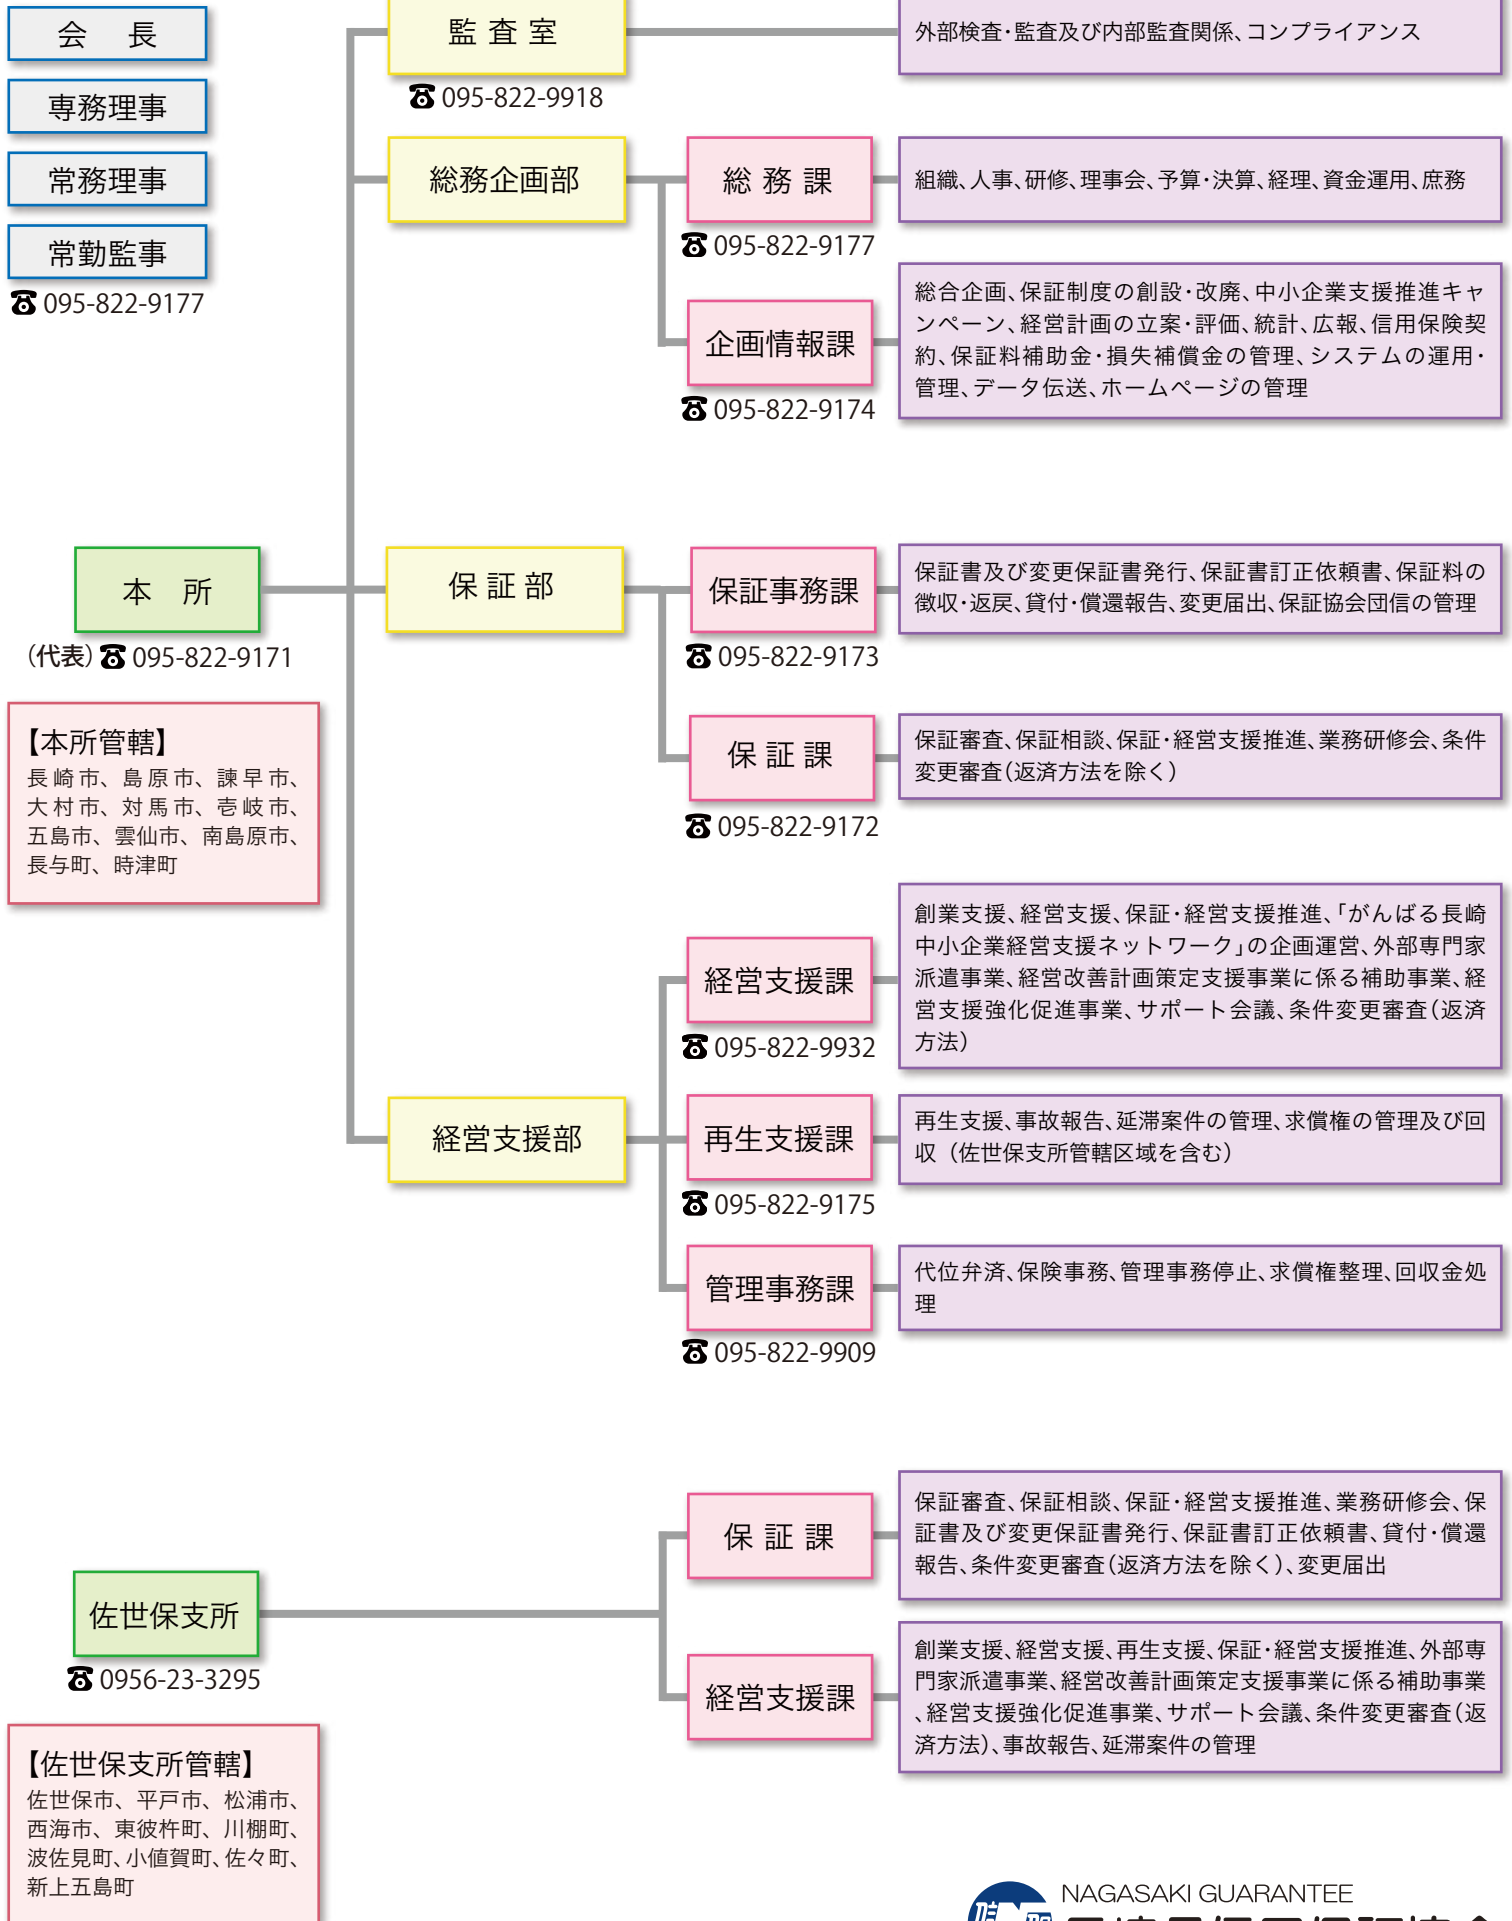 会　長
専務理事
常務理事
常勤監事
☎ 095-822-9177
監 査 室
☎ 095-822-9918
外部検査・監査及び内部監査関係、コンプライアンス
総務企画部
総 務 課
☎ 095-822-9177
組織、人事、研修、理事会、予算・決算、経理、資金運用、庶務
企画情報課
☎ 095-822-9174
総合企画、保証制度の創設・改廃、中小企業支援推進キャ
ンペーン、経営計画の立案・評価、統計、広報、信用保険契
約、保証料補助金・損失補償金の管理、システムの運用・
管理、データ伝送、ホームページの管理
本　所
（代表）☎ 095-822-9171
【本所管轄】
長崎市、島原市、諫早市、
大村市、対馬市、壱岐市、
五島市、雲仙市、南島原市、
長与町、時津町
保 証 部
保証事務課
☎ 095-822-9173
保証書及び変更保証書発行、保証書訂正依頼書、保証料の
徴収・返戻、貸付・償還報告、変更届出、保証協会団信の管理
保 証 課
☎ 095-822-9172
保証審査、保証相談、保証・経営支援推進、業務研修会、条件
変更審査（返済方法を除く）
経営支援部
経営支援課
☎ 095-822-9932
創業支援、経営支援、保証・経営支援推進、「がんばる長崎
中小企業経営支援ネットワーク」の企画運営、外部専門家
派遣事業、経営改善計画策定支援事業に係る補助事業、経
営支援強化促進事業、サポート会議、条件変更審査（返済
方法）
再生支援課
☎ 095-822-9175
再生支援、事故報告、延滞案件の管理、求償権の管理及び回
収（佐世保支所管轄区域を含む）
管理事務課
☎ 095-822-9909
代位弁済、保険事務、管理事務停止、求償権整理、回収金処
理
佐世保支所
☎ 0956-23-3295
【佐世保支所管轄】
佐世保市、平戸市、松浦市、
西海市、東彼杵町、川棚町、
波佐見町、小値賀町、佐々町、
新上五島町
保 証 課
保証審査、保証相談、保証・経営支援推進、業務研修会、保
証書及び変更保証書発行、保証書訂正依頼書、貸付・償還
報告、条件変更審査（返済方法を除く）、変更届出
経営支援課
創業支援、経営支援、再生支援、保証・経営支援推進、外部専
門家派遣事業、経営改善計画策定支援事業に係る補助事業
、経営支援強化促進事業、サポート会議、条件変更審査（返
済方法）、事故報告、延滞案件の管理
NAGASAKI GUARANTEE